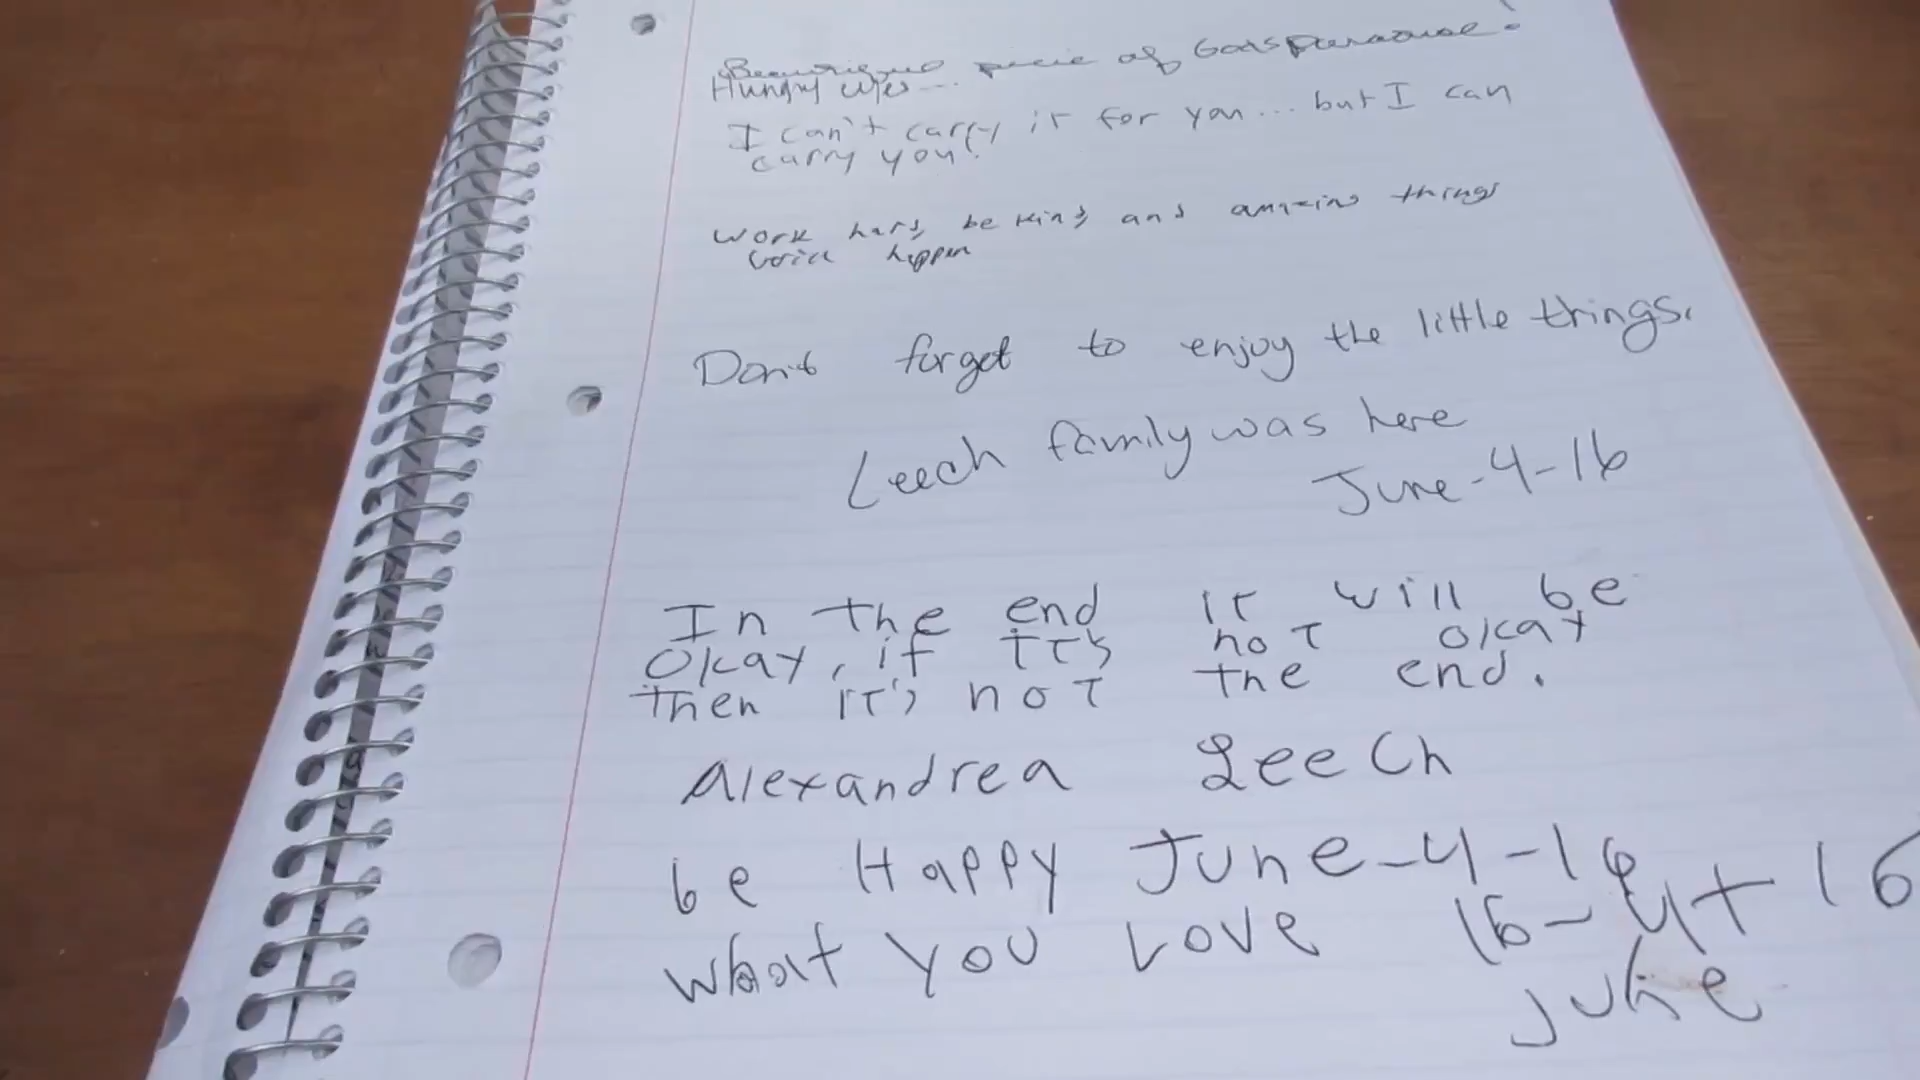 Beautiful piece of Gods paradise!
Hungry eyes...
I can't carry it for you... but I can
carry you!
Work hard, be kind, and amazing things
will happen
Don't forget to enjoy the little things.
Leech family was here
June-4-16
In the end it will be
okay, if it's not okay
then it's not the end.
Alexandrea Leech
be Happy June-4-16
What you Love 16-4+16
June